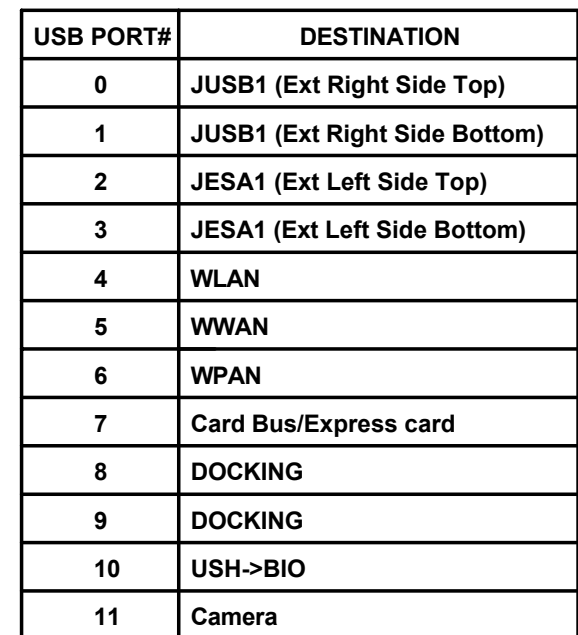 USB PORT# DESTINATION
0 JUSB1 (Ext Right Side Top)
1 JUSB1 (Ext Right Side Bottom)
2 JESA1 (Ext Left Side Top)
3 JESA1 (Ext Left Side Bottom)
4 WLAN
5 WWAN
6 WPAN
7 Card Bus/Express card
8 DOCKING
9 DOCKING
10 USH->BIO
11 Camera